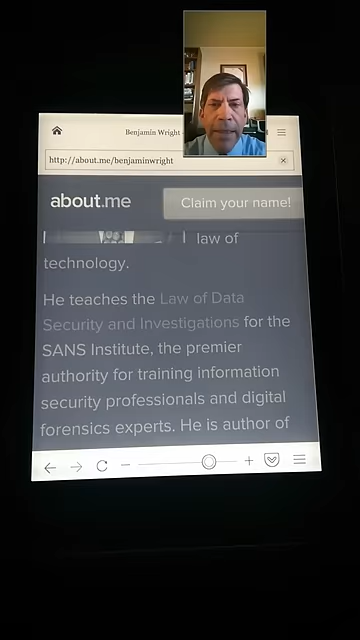 Benjamin Wright
http://about.me/benjaminwright
about.me
Claim your name!
law of
technology.
He teaches the Law of Data
Security and Investigations for the
SANS Institute, the premier
authority for training information
security professionals and digital
forensics experts. He is author of